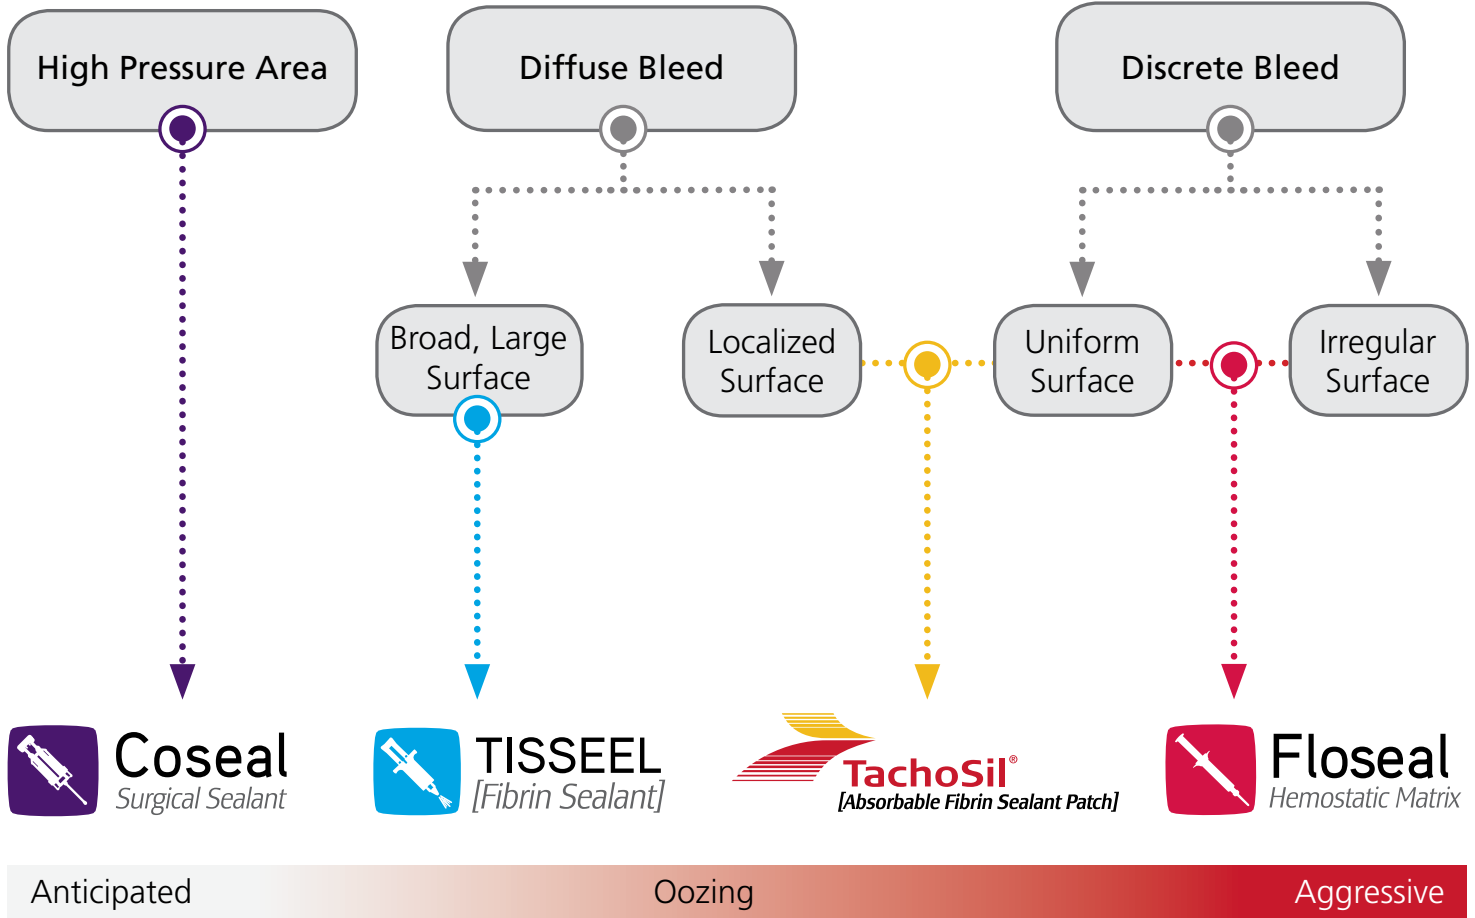 High Pressure Area
Diffuse Bleed
Discrete Bleed
Broad, Large
Surface
Localized
Surface
Uniform
Surface
Irregular
Surface
Coseal
Surgical Sealant
TISSEEL
[Fibrin Sealant]
TachoSil®
[Absorbable Fibrin Sealant Patch]
Floseal
Hemostatic Matrix
Anticipated
Oozing
Aggressive